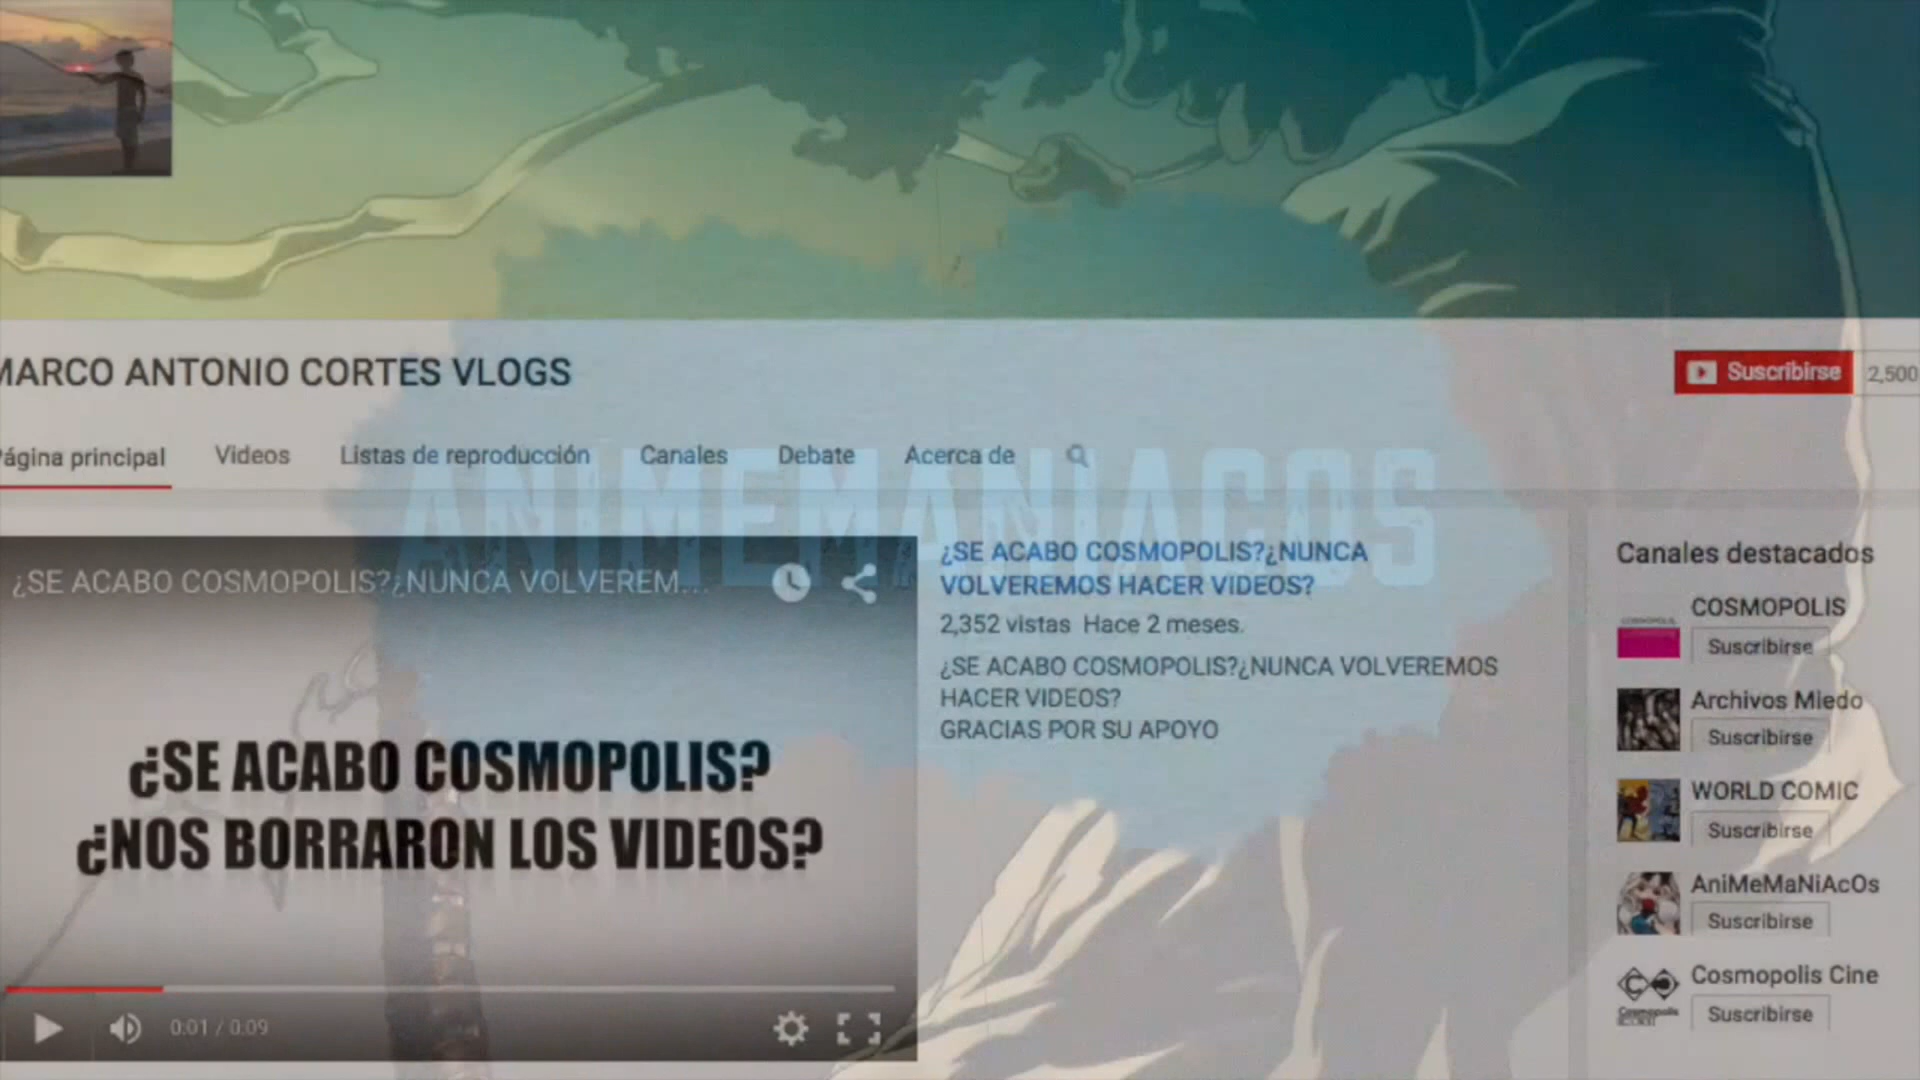 MARCO ANTONIO CORTES VLOGS
Suscribirse 2,500
Página principal Videos Listas de reproducción Canales Debate Acerca de
ANIMEMANIACOS
¿SE ACABO COSMOPOLIS?¿NUNCA VOLVEREM...
¿SE ACABO COSMOPOLIS?
¿NOS BORRARON LOS VIDEOS?
0:01 / 0:09
¿SE ACABO COSMOPOLIS?¿NUNCA
VOLVEREMOS HACER VIDEOS?
2,352 vistas Hace 2 meses.
¿SE ACABO COSMOPOLIS?¿NUNCA VOLVEREMOS
HACER VIDEOS?
GRACIAS POR SU APOYO
Canales destacados
COSMOPOLIS
Suscribirse
Archivos Miedo
Suscribirse
WORLD COMIC
Suscribirse
AniMeMaNiAcOs
Suscribirse
Cosmopolis Cine
Suscribirse